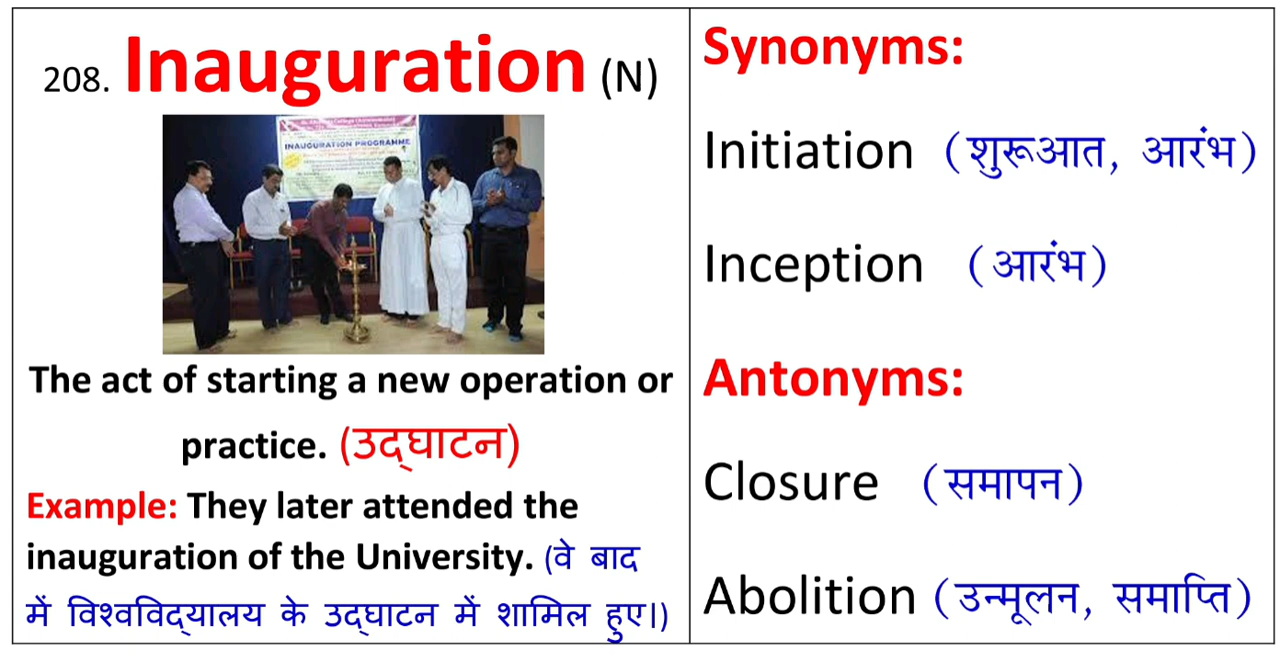 208. Inauguration (N)
INAUGURATION PROGRAMME
The act of starting a new operation or
practice. (उद्घाटन)
Example: They later attended the
inauguration of the University. (वे बाद
में विश्वविद्यालय के उद्घाटन में शामिल हुए।)
Synonyms:
Initiation (शुरूआत, आरंभ)
Inception (आरंभ)
Antonyms:
Closure (समापन)
Abolition (उन्मूलन, समाप्ति)